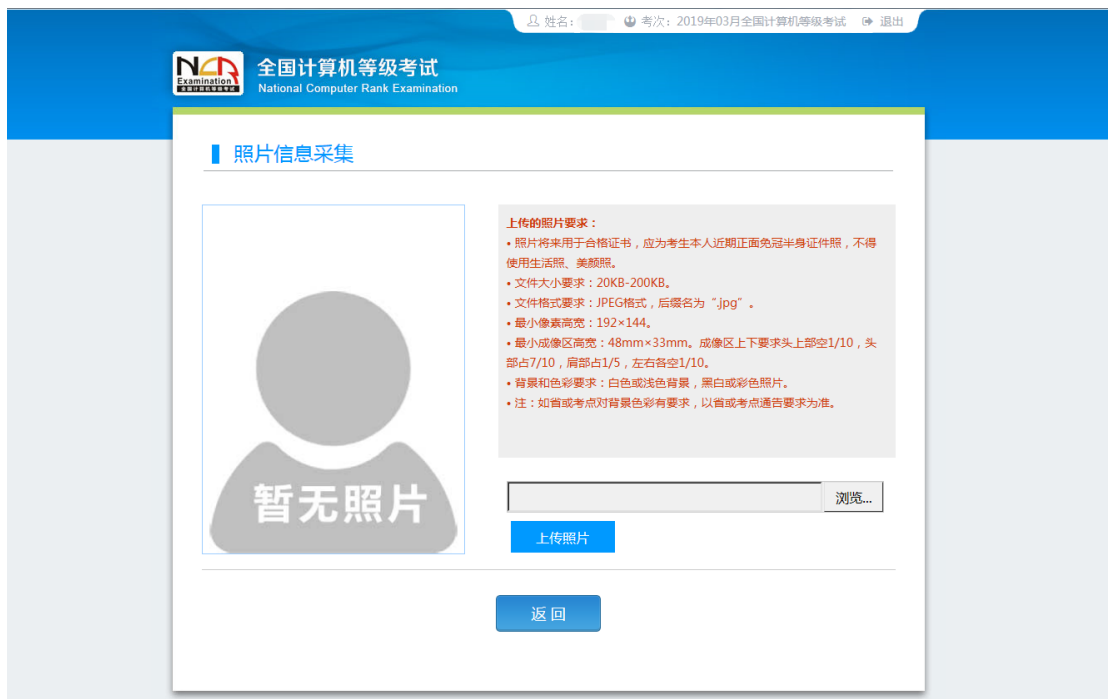 姓名： 考次：2019年03月全国计算机等级考试 退出
NCR
Examination
全国计算机等级考试
全国计算机等级考试
National Computer Rank Examination
照片信息采集
暂无照片
上传的照片要求：
• 照片将来用于合格证书，应为考生本人近期正面免冠半身证件照，不得
使用生活照、美颜照。
• 文件大小要求：20KB-200KB。
• 文件格式要求：JPEG格式，后缀名为“.jpg”。
• 最小像素高宽：192×144。
• 最小成像区高宽：48mm×33mm。成像区上下要求头上部空1/10，头
部占7/10，肩部占1/5，左右各空1/10。
• 背景和色彩要求：白色或浅色背景，黑白或彩色照片。
• 注：如省或考点对背景色彩有要求，以省或考点通告要求为准。
浏览...
上传照片
返回